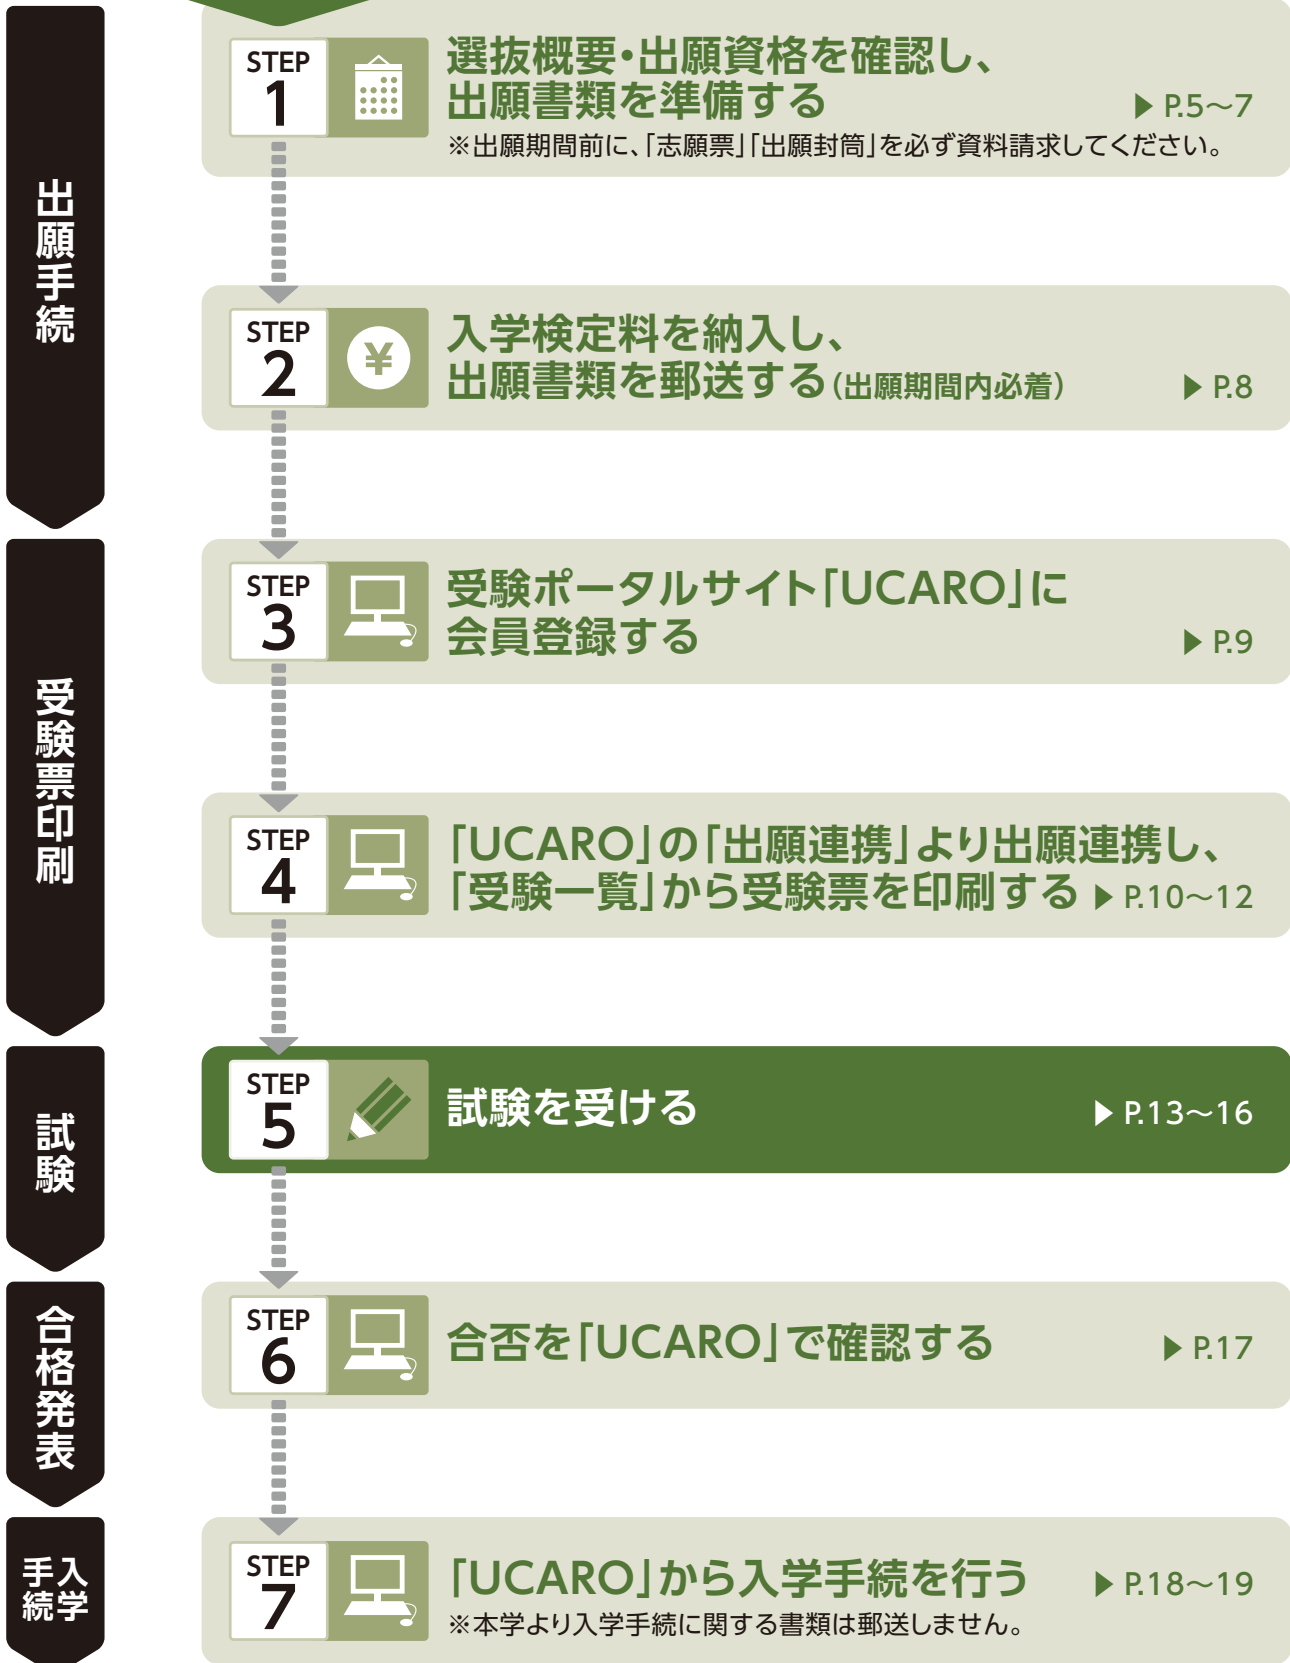 出願手続
STEP
1
選抜概要・出願資格を確認し、
出願書類を準備する ▶ P.5～7
※出願期間前に、「志願票」「出願封筒」を必ず資料請求してください。
STEP
2
¥
入学検定料を納入し、
出願書類を郵送する(出願期間内必着) ▶ P.8
受験票印刷
STEP
3
受験ポータルサイト「UCARO」に
会員登録する ▶ P.9
STEP
4
「UCARO」の「出願連携」より出願連携し、
「受験一覧」から受験票を印刷する ▶ P.10～12
試験
STEP
5
試験を受ける ▶ P.13～16
合格発表
STEP
6
合否を「UCARO」で確認する ▶ P.17
入学
手続
STEP
7
「UCARO」から入学手続を行う ▶ P.18～19
※本学より入学手続に関する書類は郵送しません。